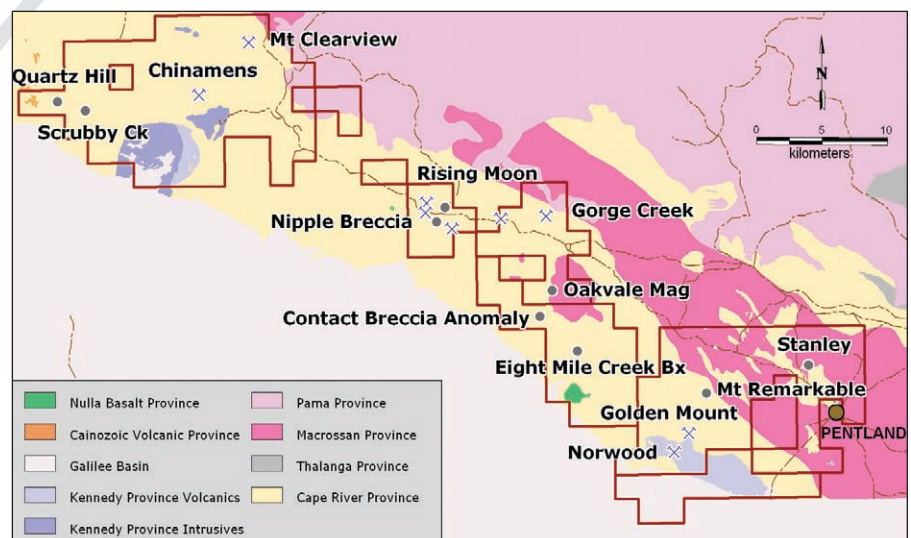 Mt Clearview
Quartz Hill
Chinamens
Scrubby Ck
N
0 5 10
kilometers
Rising Moon
Nipple Breccia
Gorge Creek
Oakvale Mag
Contact Breccia Anomaly
Stanley
Eight Mile Creek Bx
Mt Remarkable
Golden Mount
PENTLAND
Norwood
Nulla Basalt Province
Pama Province
Cainozoic Volcanic Province
Macrossan Province
Galilee Basin
Thalanga Province
Kennedy Province Volcanics
Cape River Province
Kennedy Province Intrusives